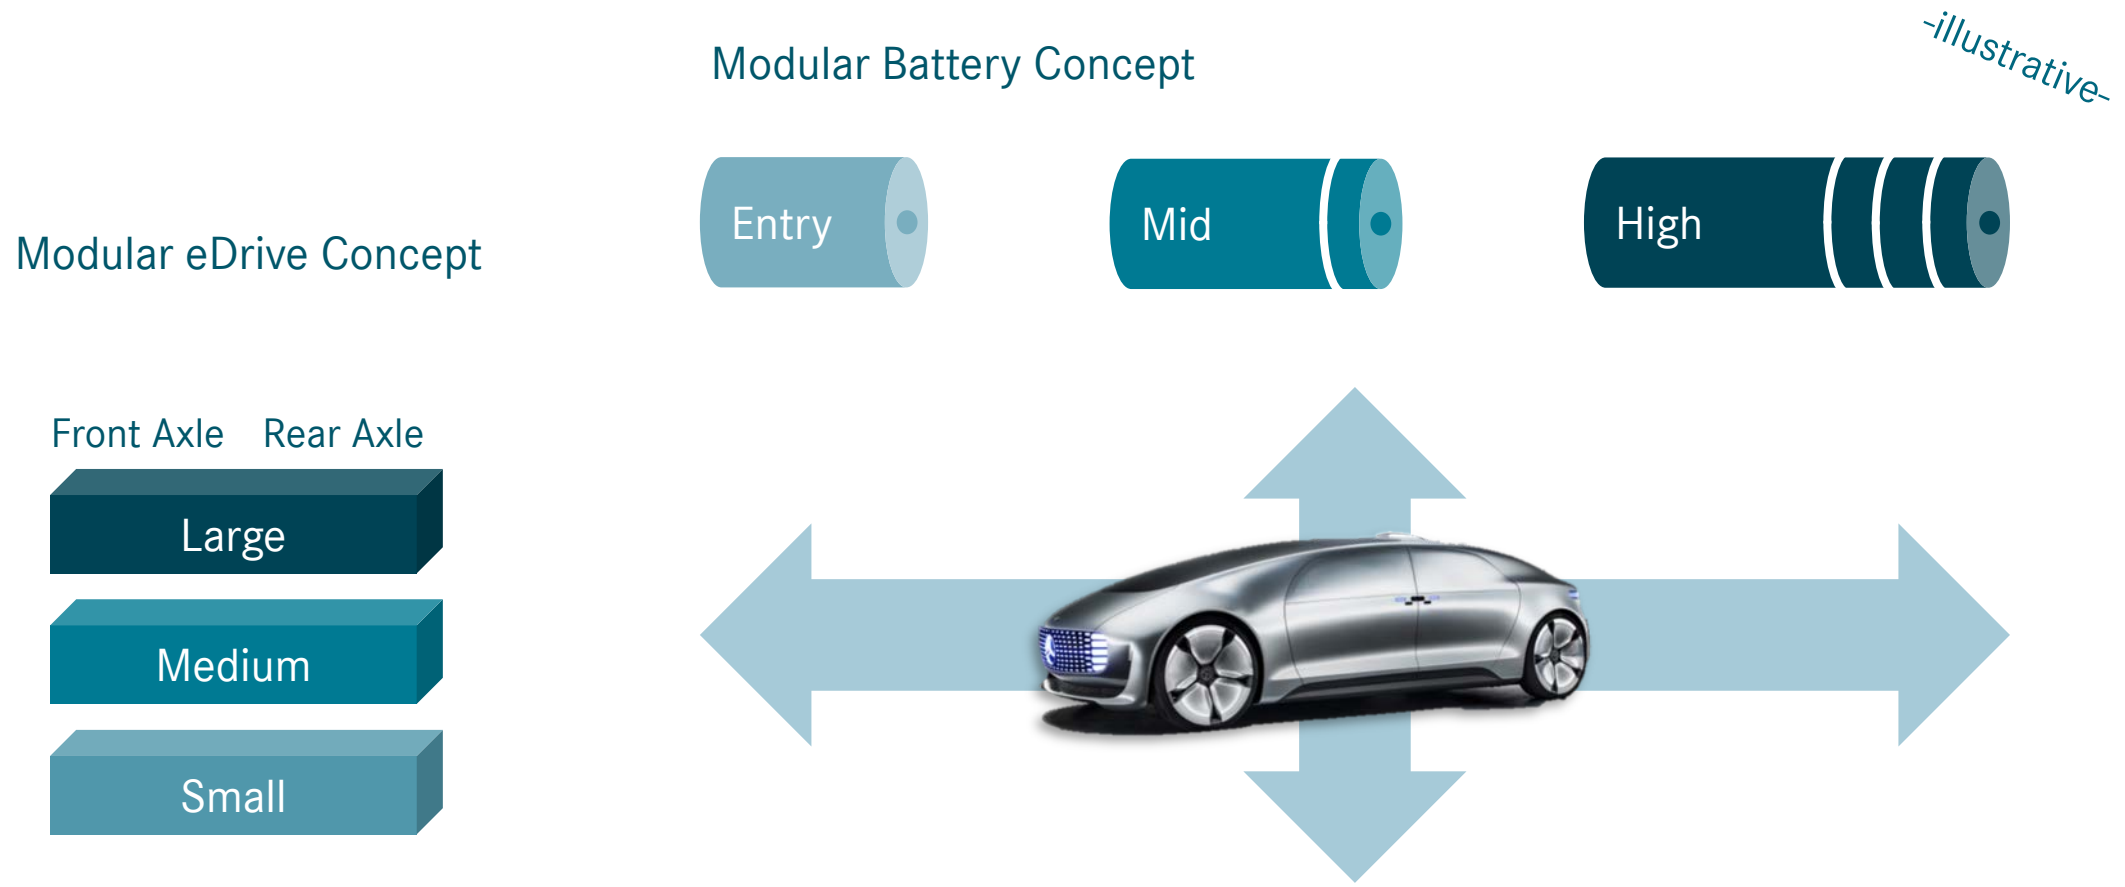 -illustrative-
Modular Battery Concept
Entry
Mid
High
Modular eDrive Concept
Front Axle Rear Axle
Large
Medium
Small